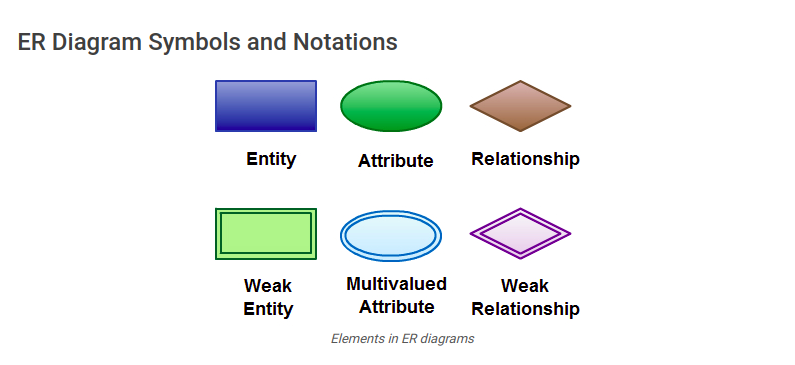 ER Diagram Symbols and Notations
Entity
Attribute
Relationship
Weak
Entity
Multivalued
Attribute
Weak
Relationship
Elements in ER diagrams